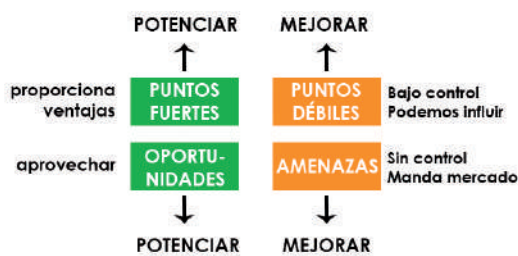 POTENCIAR MEJORAR
proporciona
ventajas
PUNTOS
FUERTES
PUNTOS
DÉBILES
Bajo control
Podemos influir
aprovechar
OPORTU-
NIDADES
AMENAZAS
Sin control
Manda mercado
POTENCIAR MEJORAR